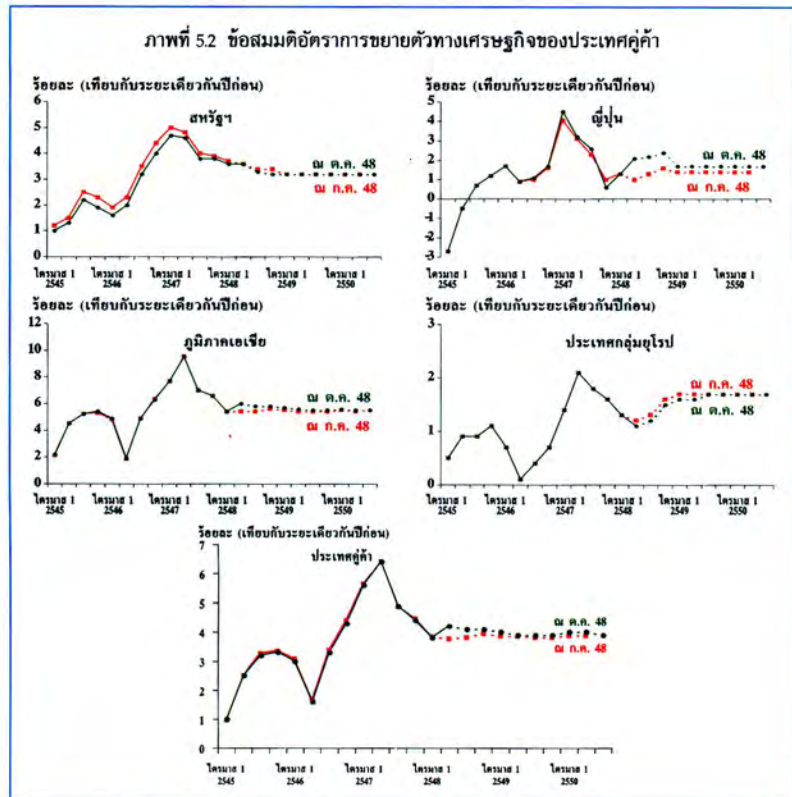 ภาพที่ 5.2 ข้อสมมติอัตราการขยายตัวทางเศรษฐกิจของประเทศคู่ค้า
ร้อยละ (เทียบกับระยะเดียวกันปีก่อน)
สหรัฐฯ
6
5
4
3
2
1
0
ณ ต.ค. 48
ณ ก.ค. 48
ไตรมาส 1 ไตรมาส 1 ไตรมาส 1 ไตรมาส 1 ไตรมาส 1 ไตรมาส 1
2545 2546 2547 2548 2549 2550
ร้อยละ (เทียบกับระยะเดียวกันปีก่อน)
ญี่ปุ่น
5
4
3
2
1
0
-1
-2
-3
ณ ต.ค. 48
ณ ก.ค. 48
ไตรมาส 1 ไตรมาส 1 ไตรมาส 1 ไตรมาส 1 ไตรมาส 1 ไตรมาส 1
2545 2546 2547 2548 2549 2550
ร้อยละ (เทียบกับระยะเดียวกันปีก่อน)
ภูมิภาคเอเชีย
12
10
8
6
4
2
0
ณ ต.ค. 48
ณ ก.ค. 48
ไตรมาส 1 ไตรมาส 1 ไตรมาส 1 ไตรมาส 1 ไตรมาส 1 ไตรมาส 1
2545 2546 2547 2548 2549 2550
ร้อยละ (เทียบกับระยะเดียวกันปีก่อน)
ประเทศกลุ่มยุโรป
3
2
1
0
ณ ก.ค. 48
ณ ต.ค. 48
ไตรมาส 1 ไตรมาส 1 ไตรมาส 1 ไตรมาส 1 ไตรมาส 1 ไตรมาส 1
2545 2546 2547 2548 2549 2550
ร้อยละ (เทียบกับระยะเดียวกันปีก่อน)
ประเทศคู่ค้า
7
6
5
4
3
2
1
0
ณ ต.ค. 48
ณ ก.ค. 48
ไตรมาส 1 ไตรมาส 1 ไตรมาส 1 ไตรมาส 1 ไตรมาส 1 ไตรมาส 1
2545 2546 2547 2548 2549 2550